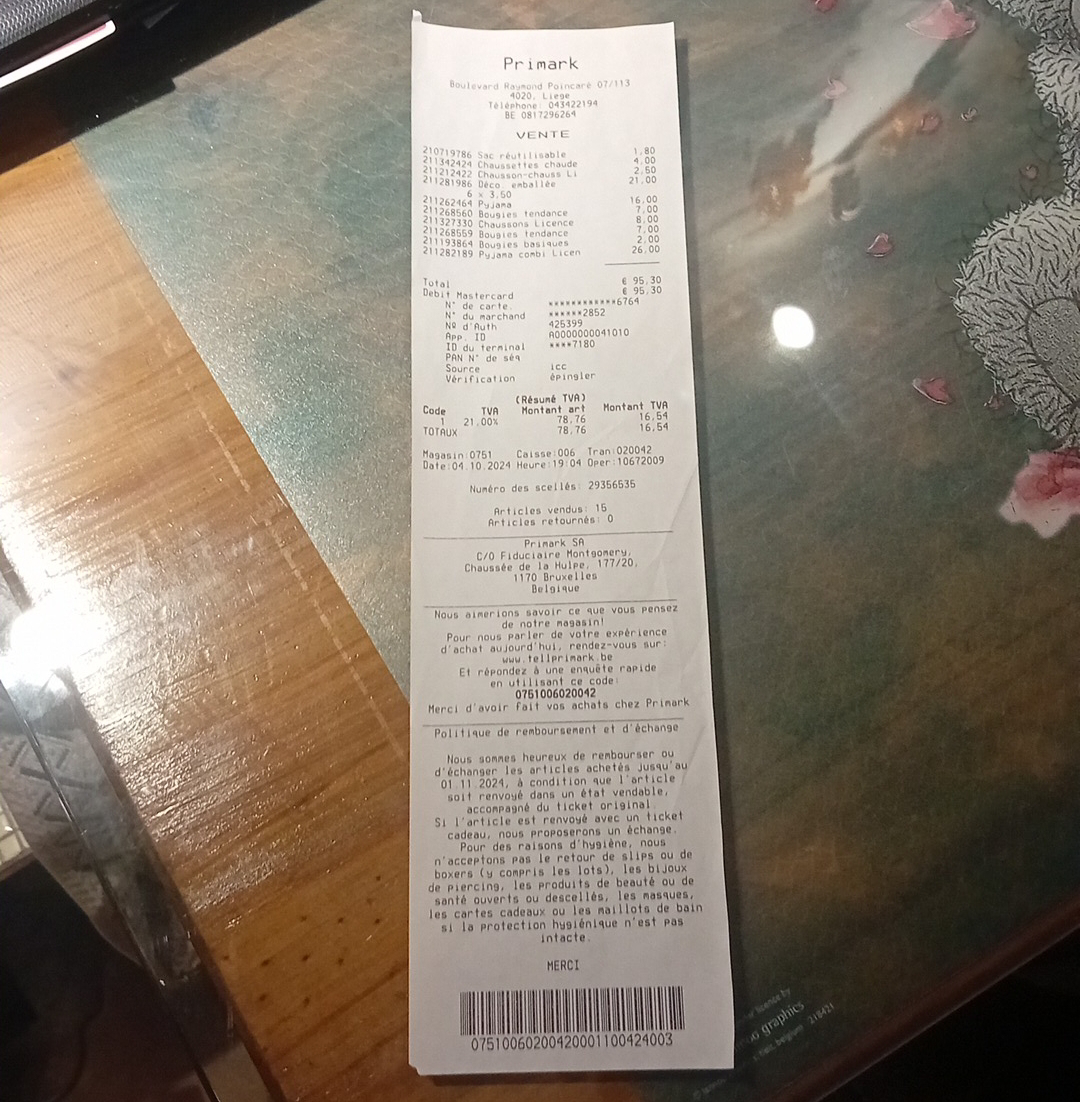 Primark
Boulevard Raymond Poincaré 07/113
4020, Liege
Téléphone: 043422194
BE 0817296264
VENTE
210719786 Sac réutilisable 1,80
211342424 Chaussettes chaude 4,00
211212422 Chausson-chauss Li 2,50
211281986 Déco emballée 21,00
6 x 3,50
211262464 Pyjama 16,00
211268560 Bougies tendance 7,00
211327330 Chaussons Licence 8,00
211268559 Bougies tendance 7,00
211193864 Bougies basiques 2,00
211282189 Pyjama combi Licen 26,00
Total € 95,30
Debit Mastercard € 95,30
N° de carte. ************6764
N° du marchand ******2852
Nº d'Auth 425399
App. ID A0000000041010
ID du terminal ****7180
PAN N° de séq
Source icc
Vérification épingler
(Résumé TVA)
Code TVA Montant art Montant TVA
1 21,00% 78,76 16,54
TOTAUX 78,76 16,54
Magasin:0751 Caisse:006 Tran:020042
Date:04.10.2024 Heure:19:04 Oper:10672009
Numéro des scellés: 29356535
Articles vendus: 15
Articles retournés: 0
Primark SA
C/O Fiduciaire Montgomery,
Chaussée de la Hulpe, 177/20,
1170 Bruxelles
Belgique
Nous aimerions savoir ce que vous pensez
de notre magasin!
Pour nous parler de votre expérience
d'achat aujourd'hui, rendez-vous sur:
www.tellprimark.be
Et répondez à une enquête rapide
en utilisant ce code:
0751006020042
Merci d'avoir fait vos achats chez Primark
Politique de remboursement et d'échange
Nous sommes heureux de rembourser ou
d'échanger les articles achetés jusqu'au
01.11.2024, à condition que l'article
soit renvoyé dans un état vendable,
accompagné du ticket original.
Si l'article est renvoyé avec un ticket
cadeau, nous proposerons un échange.
Pour des raisons d'hygiène, nous
n'acceptons pas le retour de slips ou de
boxers (y compris les lots), les bijoux
de piercing, les produits de beauté ou de
santé ouverts ou descellés, les masques,
les cartes cadeaux ou les maillots de bain
si la protection hygiénique n'est pas
intacte.
MERCI
07510060200420001100424003
licence by
graphics
belgium 218421